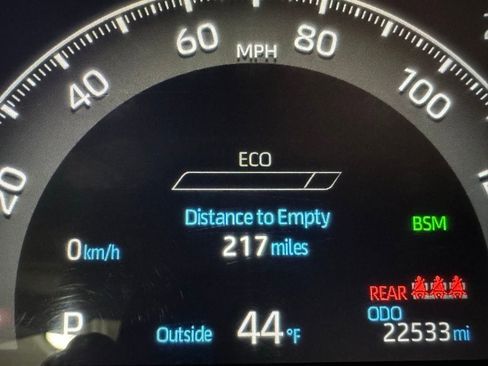 20
40
60
MPH
80
100
ECO
Distance to Empty
217 miles
BSM
0 km/h
REAR
ODO
22533 mi
P
Outside 44°F